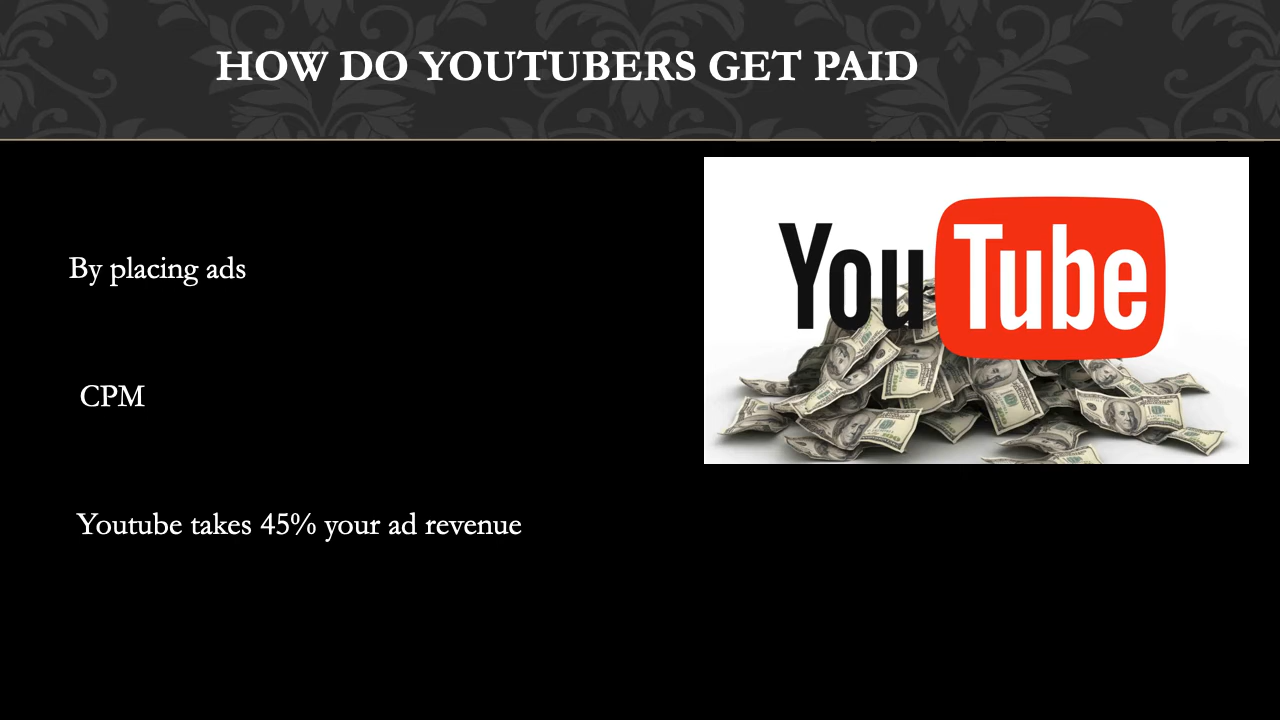 HOW DO YOUTUBERS GET PAID
By placing ads
CPM
Youtube takes 45% your ad revenue
YouTube